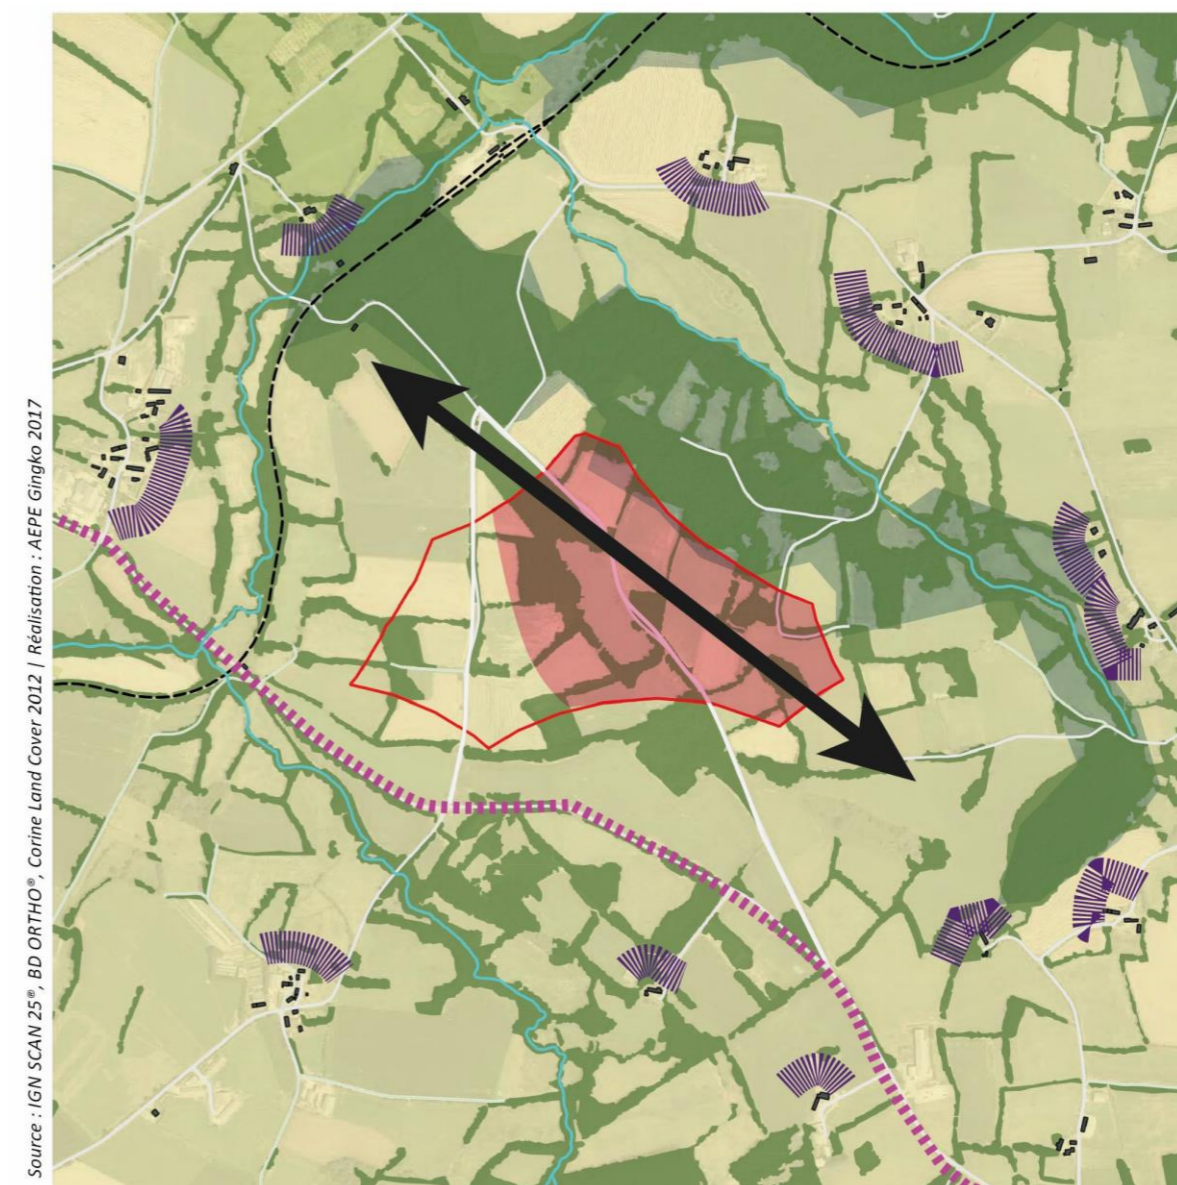 Source : IGN SCAN 25®, BD ORTHO®, Corine Land Cover 2012 | Réalisation : AEPE Gingko 2017